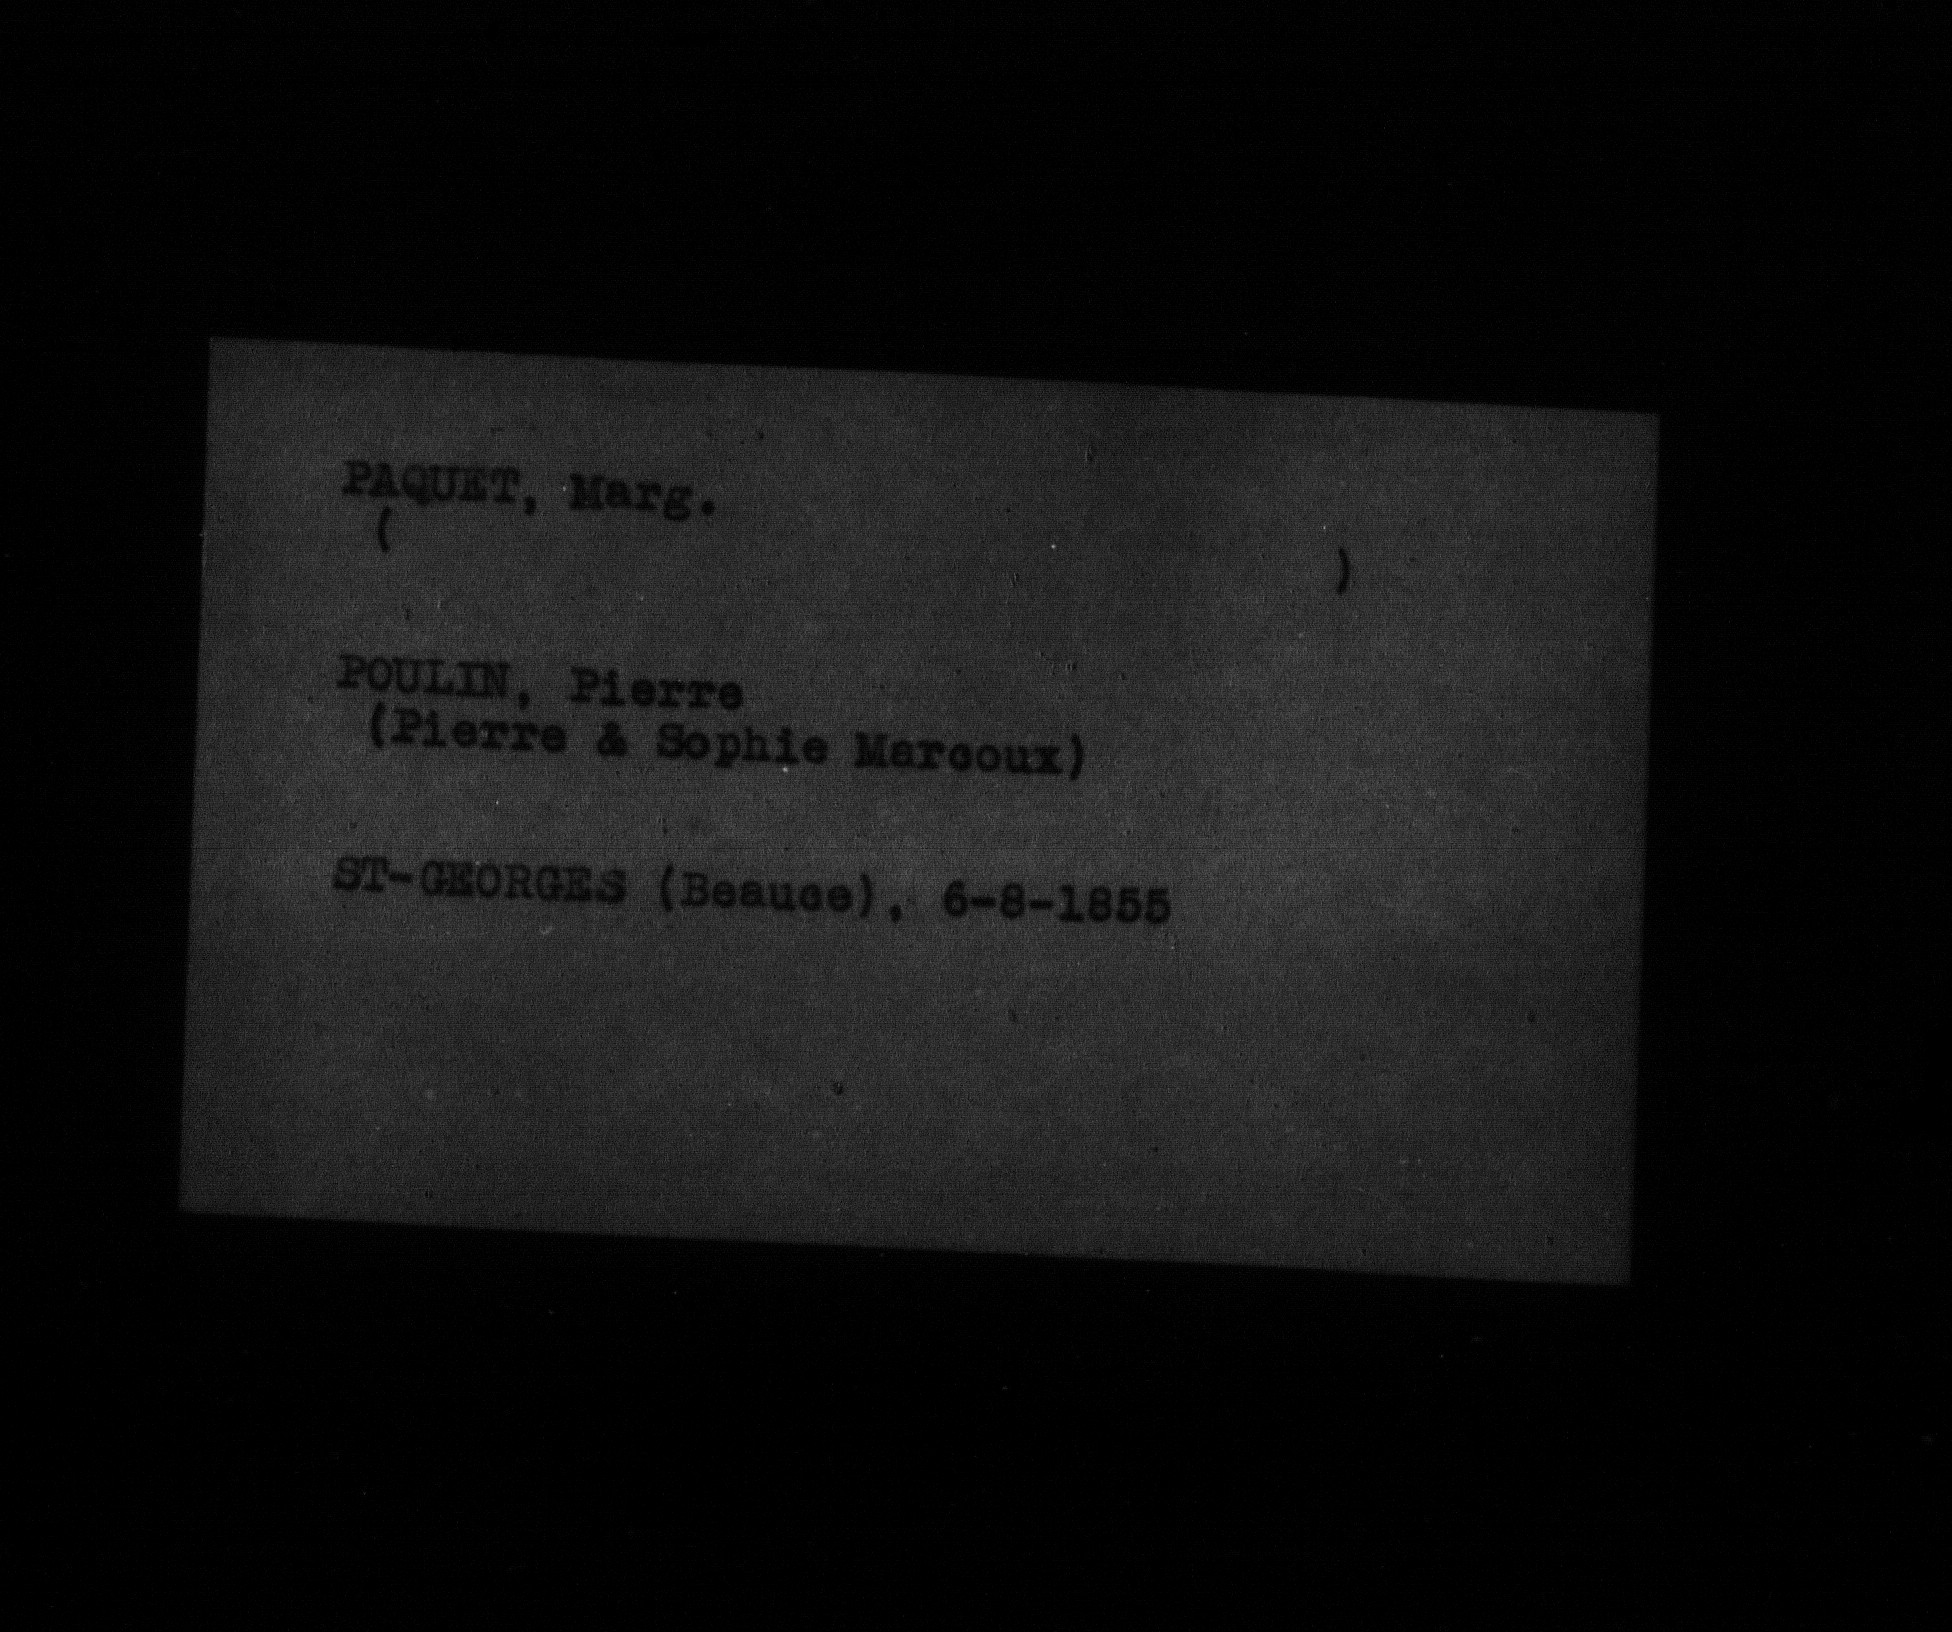 PAQUET, Marg.
( )
POULIN, Pierre
(Pierre & Sophie Marcoux)
ST-GEORGES (Beauce), 6-8-1855